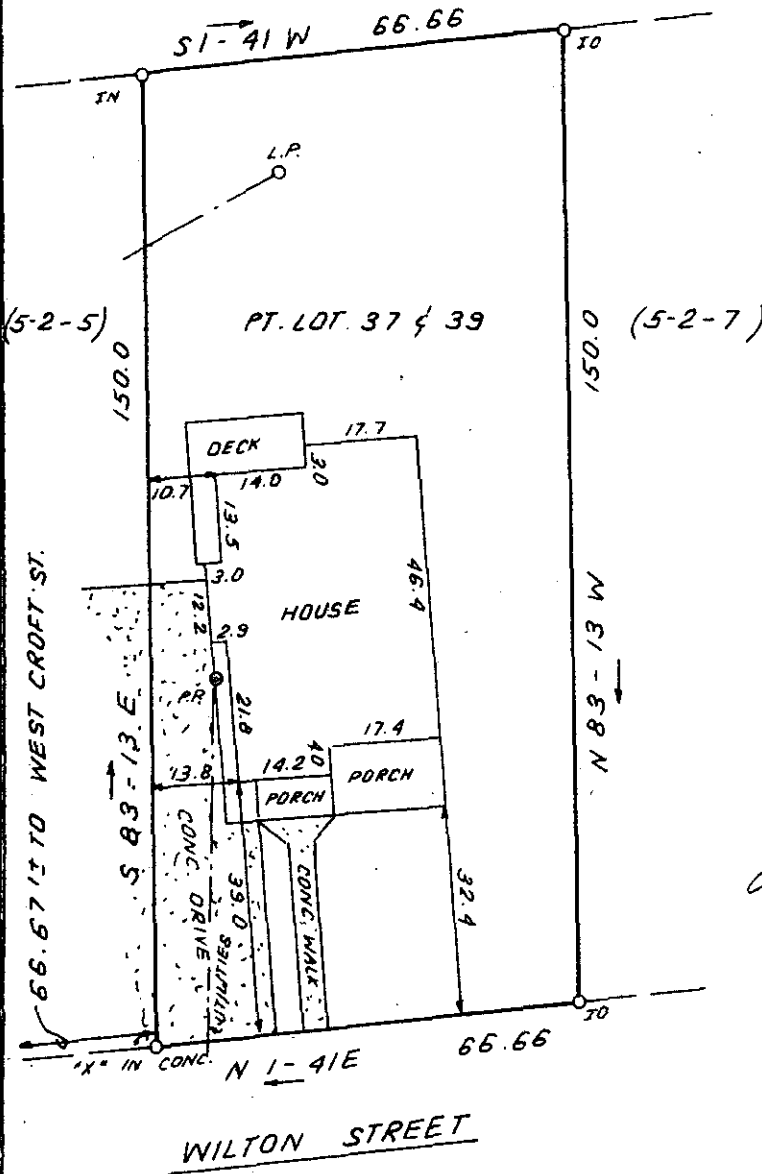 S1-41 W 66.66
IN
IO
L.P.
(5-2-5)
PT. LOT. 37 & 39
150.0
150.0
(5-2-7)
DECK
17.7
3.0
10.7
14.0
13.5
3.0
46.4
12.2
2.9
HOUSE
P.P.
21.8
17.4
40
13.8
14.2
PORCH
PORCH
66.67'± TO WEST CROFT ST.
S 83-13 E
N 83-13 W
CONC. DRIVE
UTILITIES
39.0
CONC. WALK
32.4
"X" IN CONC.
N 1-41E
66.66
IO
WILTON STREET